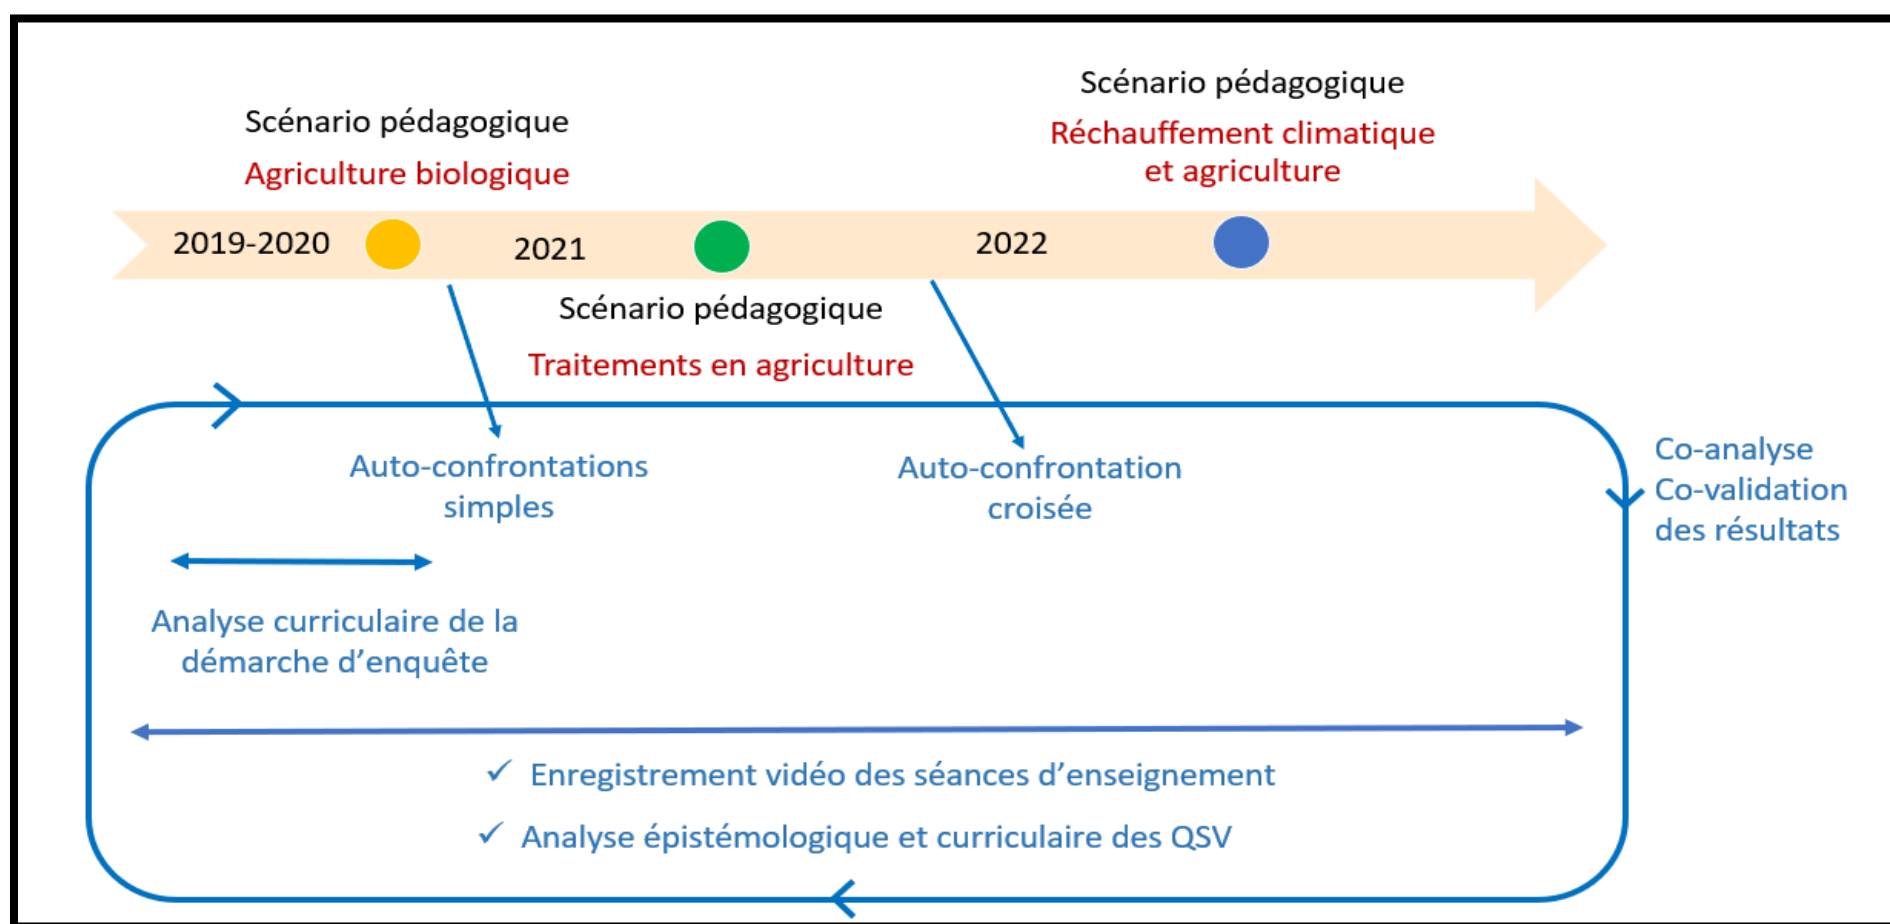 Scénario pédagogique
Réchauffement climatique
et agriculture
Scénario pédagogique
Agriculture biologique
2019-2020
2021
2022
Scénario pédagogique
Traitements en agriculture
Auto-confrontations
simples
Auto-confrontation
croisée
Co-analyse
Co-validation
des résultats
Analyse curriculaire de la
démarche d’enquête
✓ Enregistrement vidéo des séances d’enseignement
✓ Analyse épistémologique et curriculaire des QSV